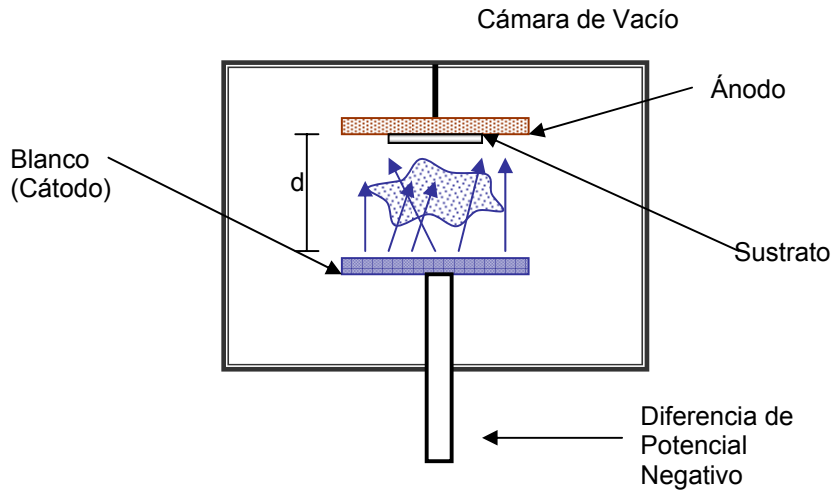 Cámara de Vacío
Ánodo
Blanco
(Cátodo)
d
Sustrato
Diferencia de
Potencial
Negativo